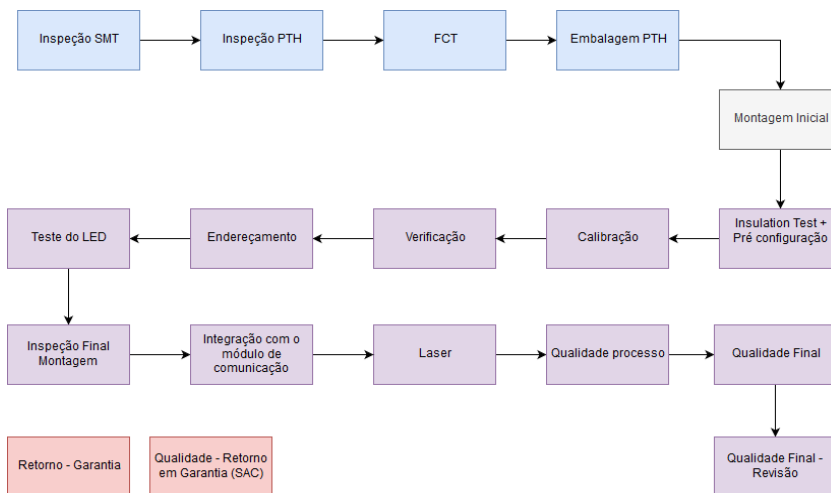 Inspeção SMT
Inspeção PTH
FCT
Embalagem PTH
Montagem Inicial
Teste do LED
Endereçamento
Verificação
Calibração
Insulation Test +
Pré configuração
Inspeção Final
Montagem
Integração com o
módulo de
comunicação
Laser
Qualidade processo
Qualidade Final
Retorno - Garantia
Qualidade - Retorno
em Garantia (SAC)
Qualidade Final -
Revisão